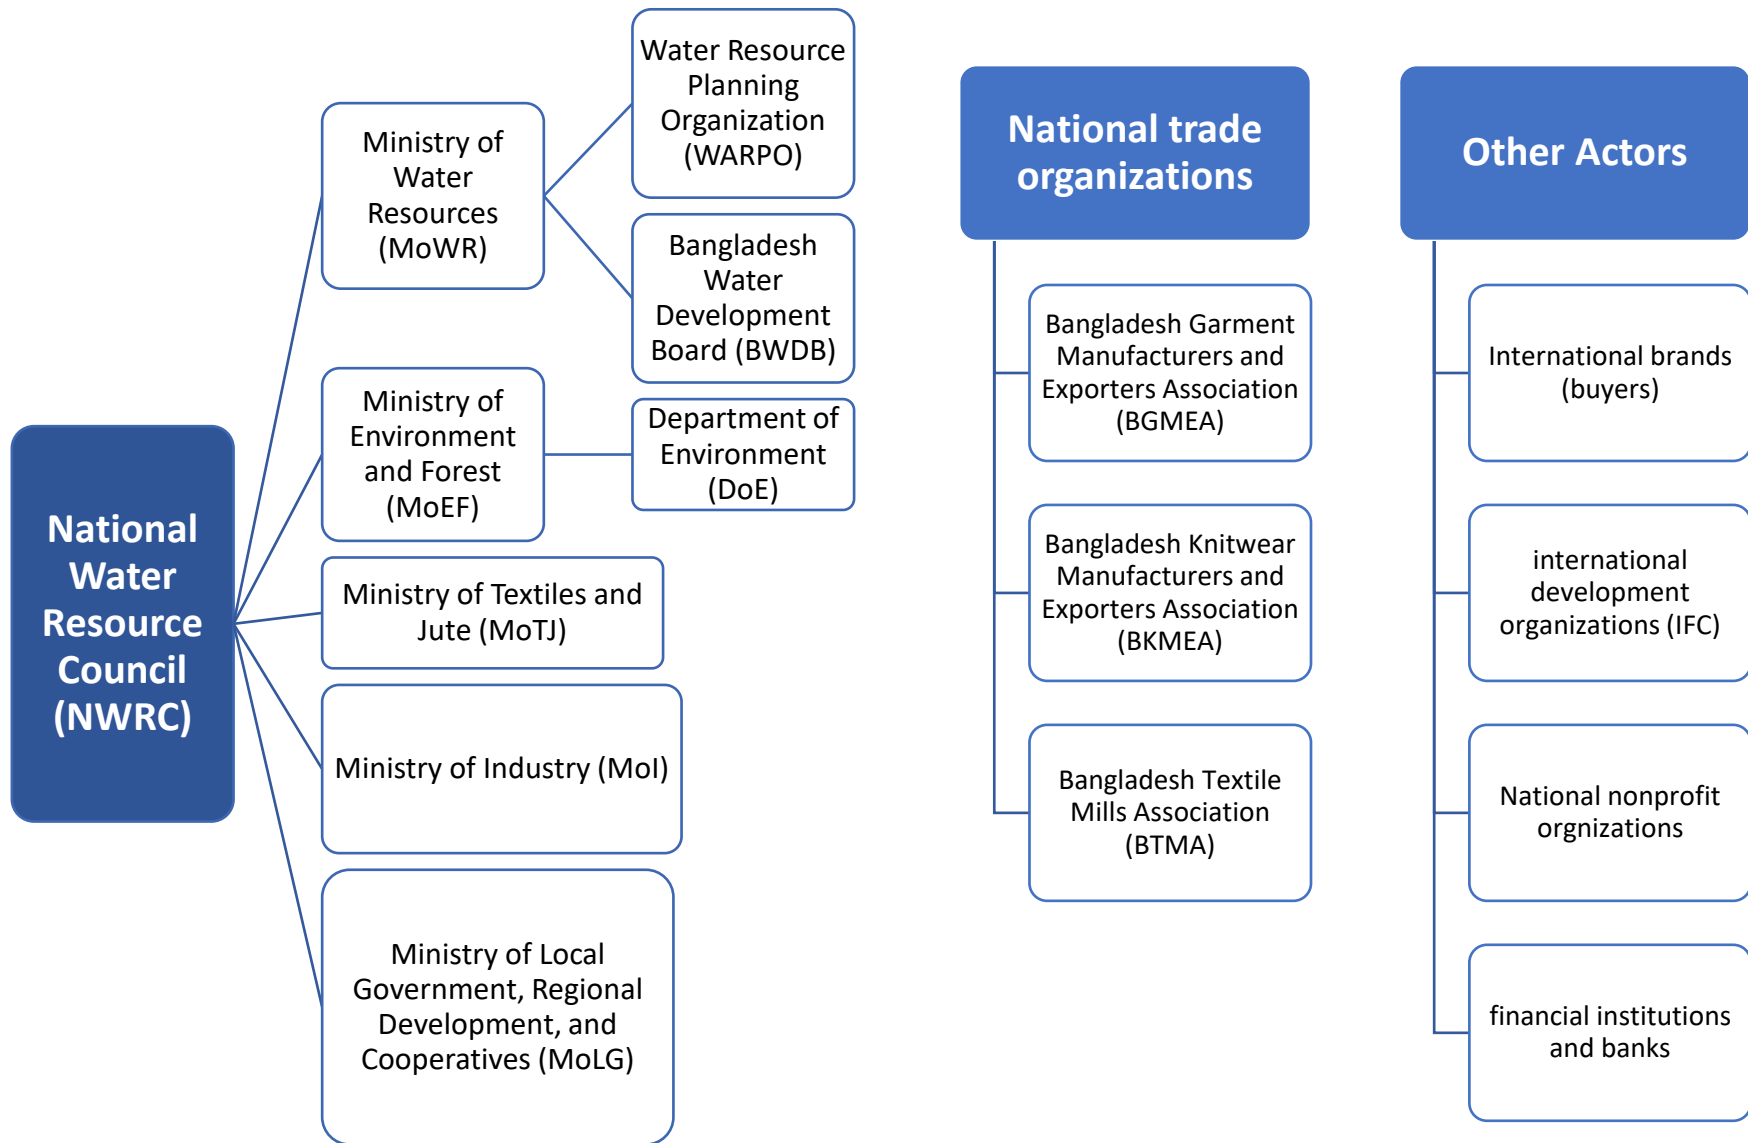 National
Water
Resource
Council
(NWRC)
Ministry of
Water
Resources
(MoWR)
Water Resource
Planning
Organization
(WARPO)
Bangladesh
Water
Development
Board (BWDB)
Ministry of
Environment
and Forest
(MoEF)
Department of
Environment
(DoE)
Ministry of Textiles and
Jute (MoTJ)
Ministry of Industry (MoI)
Ministry of Local
Government, Regional
Development, and
Cooperatives (MoLG)
National trade
organizations
Bangladesh Garment
Manufacturers and
Exporters Association
(BGMEA)
Bangladesh Knitwear
Manufacturers and
Exporters Association
(BKMEA)
Bangladesh Textile
Mills Association
(BTMA)
Other Actors
International brands
(buyers)
international
development
organizations (IFC)
National nonprofit
orgnizations
financial institutions
and banks